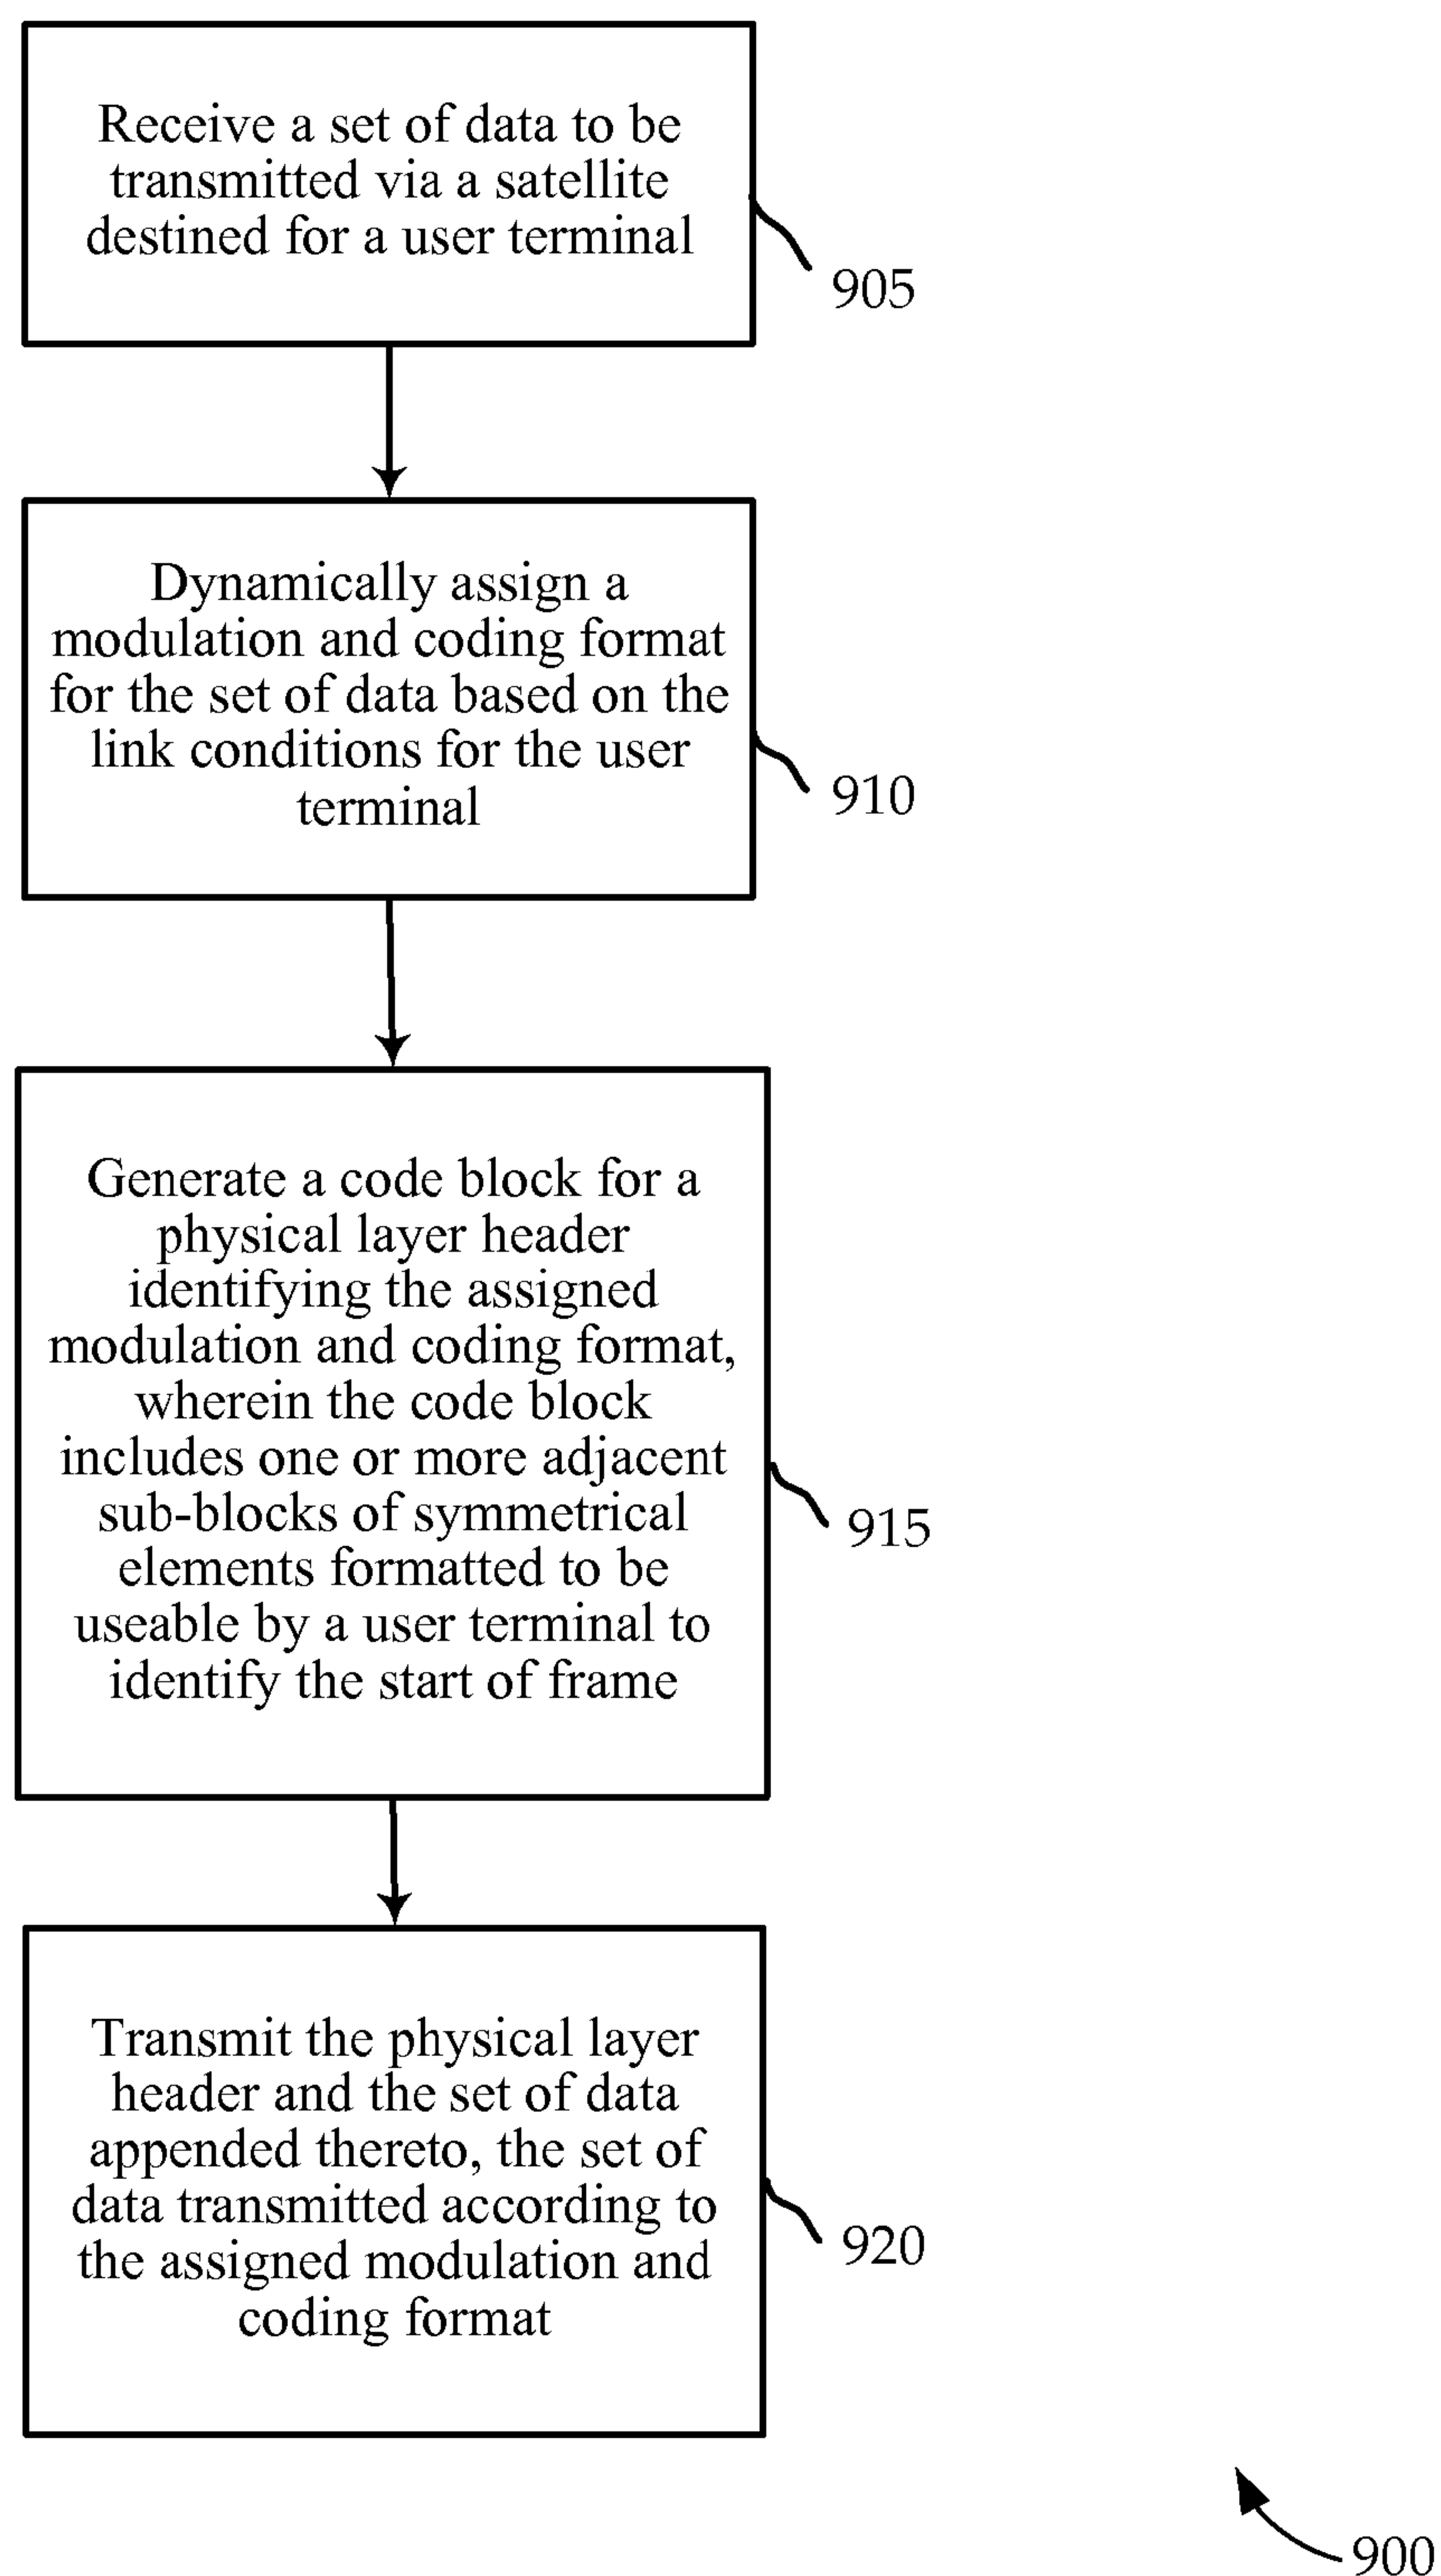 Receive a set of data to be
transmitted via a satellite
destined for a user terminal
905
Dynamically assign a
modulation and coding format
for the set of data based on the
link conditions for the user
terminal
910
Generate a code block for a
physical layer header
identifying the assigned
modulation and coding format,
wherein the code block
includes one or more adjacent
sub-blocks of symmetrical
elements formatted to be
useable by a user terminal to
identify the start of frame
915
Transmit the physical layer
header and the set of data
appended thereto, the set of
data transmitted according to
the assigned modulation and
coding format
920
900